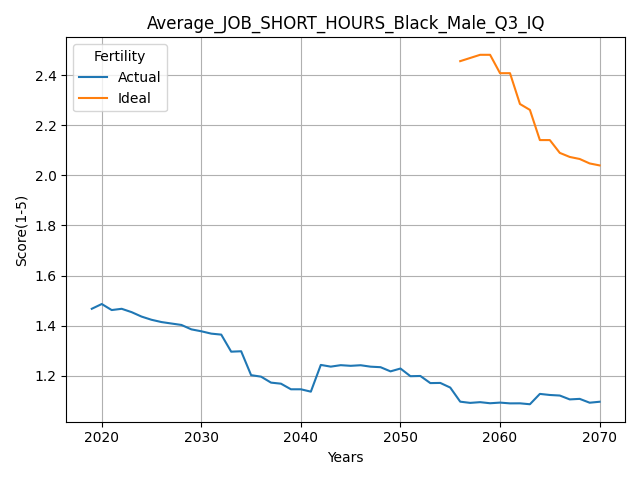 Average_JOB_SHORT_HOURS_Black_Male_Q3_IQ
Fertility
Actual
Ideal
Score(1-5)
2.4
2.2
2.0
1.8
1.6
1.4
1.2
2020 2030 2040 2050 2060 2070
Years